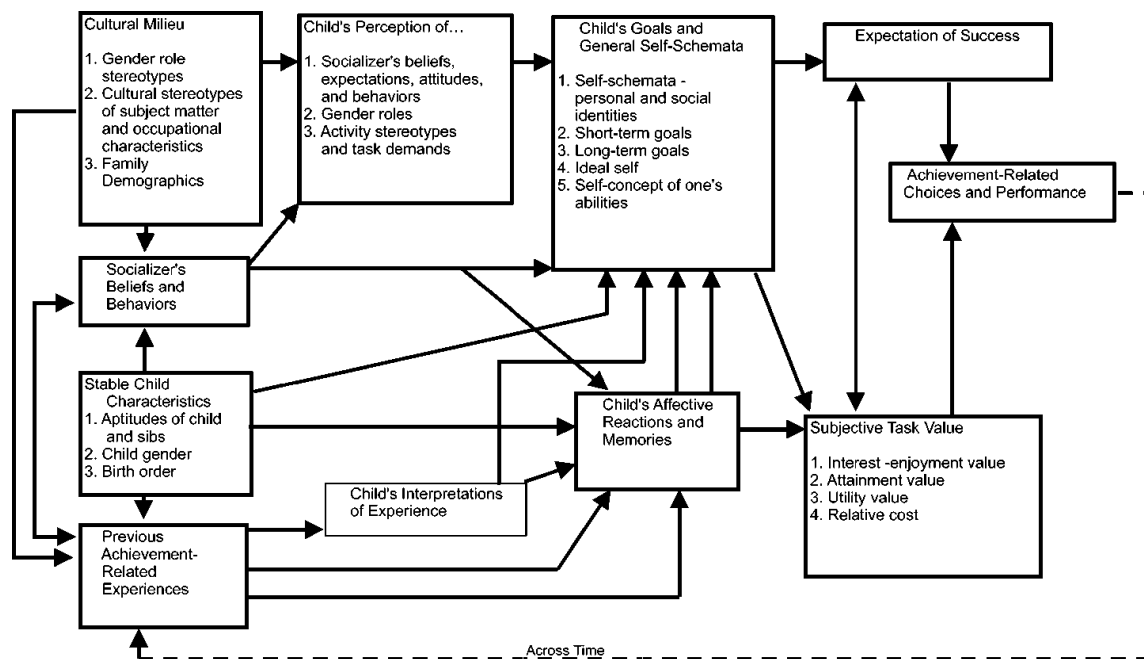 Cultural Milieu
1. Gender role
stereotypes
2. Cultural stereotypes
of subject matter
and occupational
characteristics
3. Family
Demographics
Child's Perception of...
1. Socializer's beliefs,
expectations, attitudes,
and behaviors
2. Gender roles
3. Activity stereotypes
and task demands
Child's Goals and
General Self-Schemata
1. Self-schemata -
personal and social
identities
2. Short-term goals
3. Long-term goals
4. Ideal self
5. Self-concept of one's
abilities
Expectation of Success
Achievement-Related
Choices and Performance
Socializer's
Beliefs and
Behaviors
Stable Child
Characteristics
1. Aptitudes of child
and sibs
2. Child gender
3. Birth order
Child's Affective
Reactions and
Memories
Subjective Task Value
1. Interest -enjoyment value
2. Attainment value
3. Utility value
4. Relative cost
Child's Interpretations
of Experience
Previous
Achievement-
Related
Experiences
Across Time